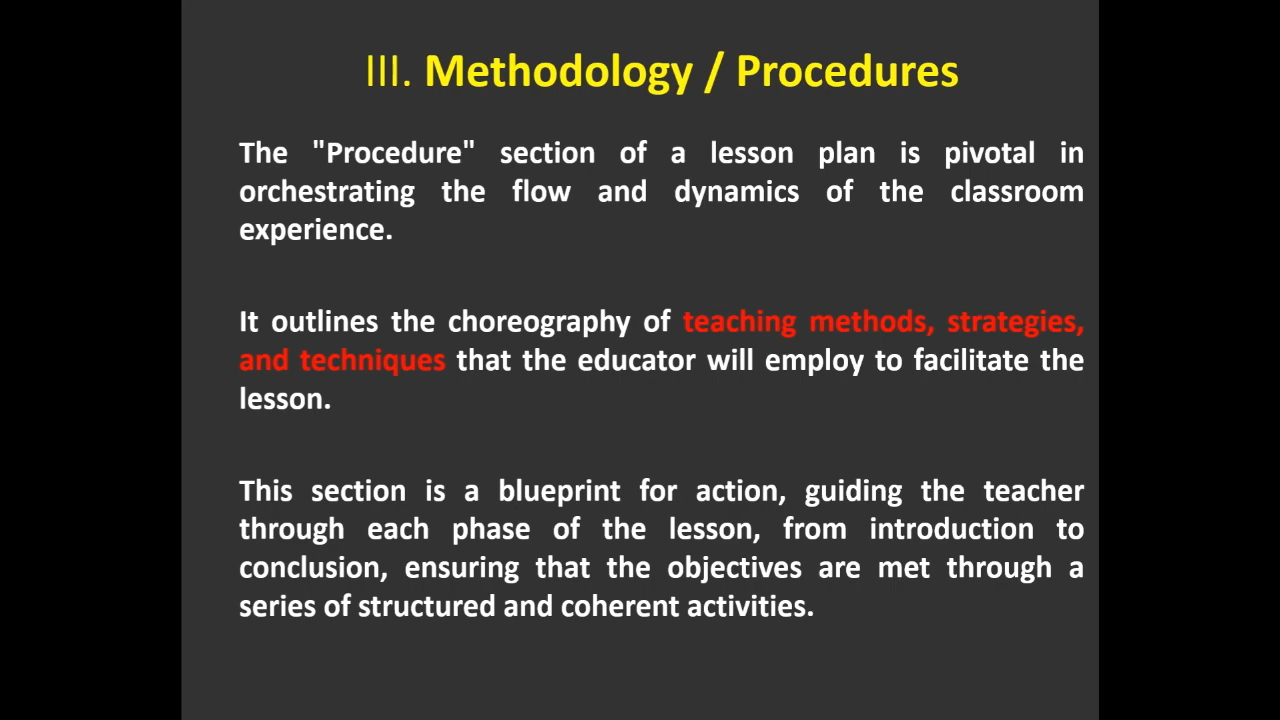 III. Methodology / Procedures
The "Procedure" section of a lesson plan is pivotal in
orchestrating the flow and dynamics of the classroom
experience.
It outlines the choreography of teaching methods, strategies,
and techniques that the educator will employ to facilitate the
lesson.
This section is a blueprint for action, guiding the teacher
through each phase of the lesson, from introduction to
conclusion, ensuring that the objectives are met through a
series of structured and coherent activities.